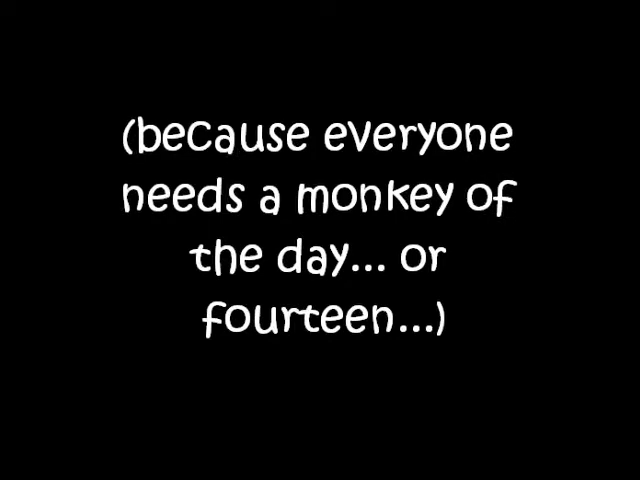 (because everyone
needs a monkey of
the day... or
fourteen...)